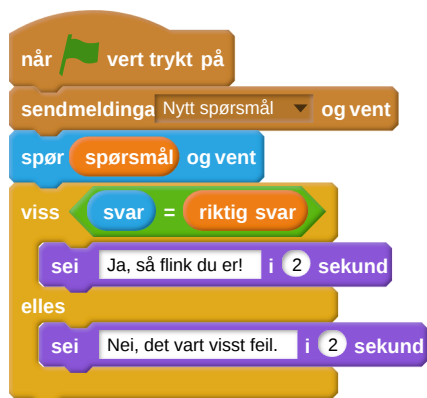 når vert trykt på
sendmeldinga Nytt spørsmål og vent
spør spørsmål og vent
viss svar = riktig svar
sei Ja, så flink du er! i 2 sekund
elles
sei Nei, det vart visst feil. i 2 sekund